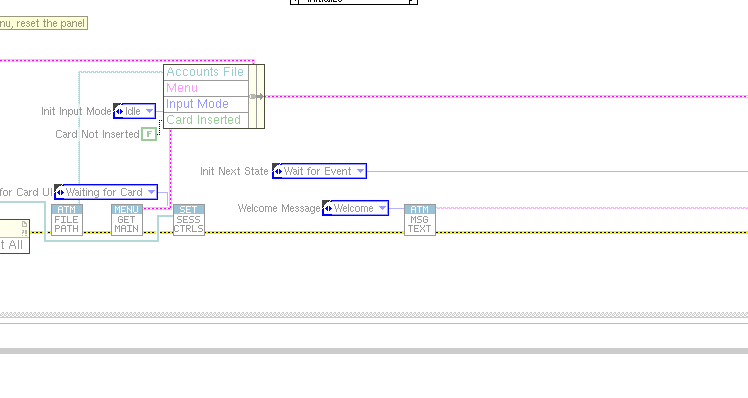 Initialize
nu, reset the panel
Accounts File
Menu
Init Input Mode Idle Input Mode
Card Not Inserted F Card Inserted
Init Next State Wait for Event
for Card UI Waiting for Card
Welcome Message Welcome
ATM FILE PATH
MENU GET MAIN
SET SESS CTRLS
ATM MSG TEXT
t All